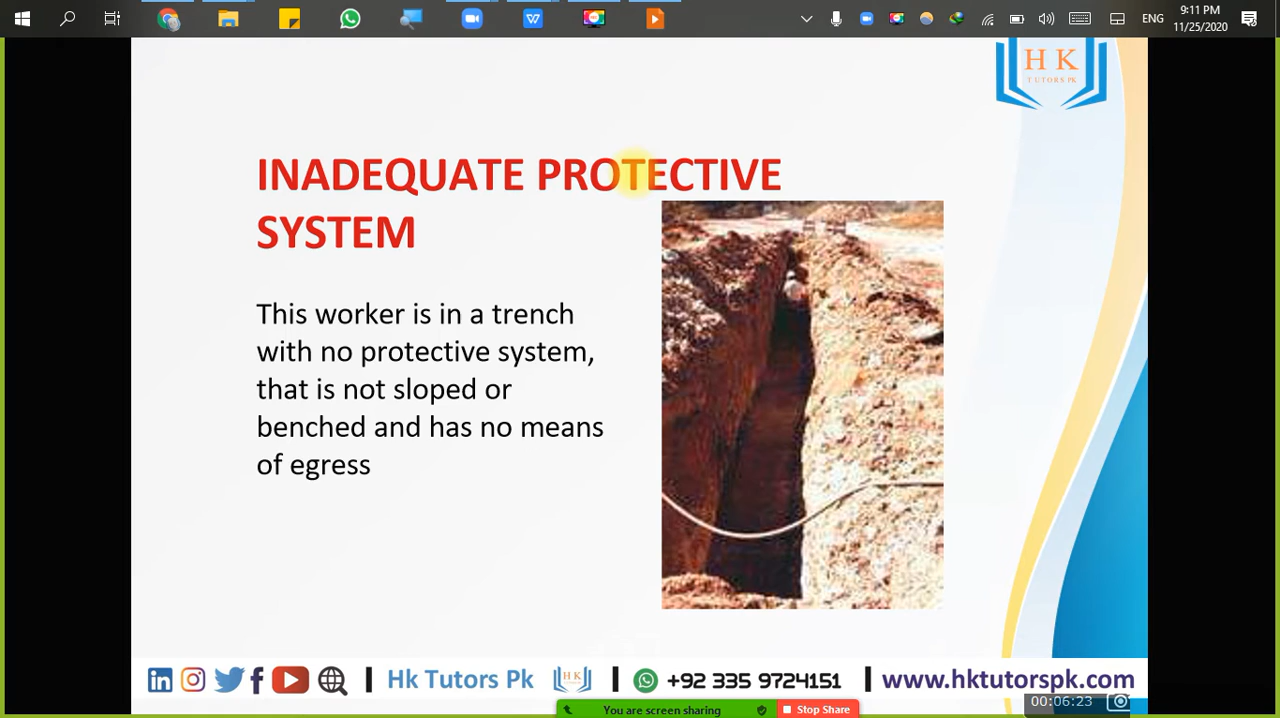 9:11 PM
ENG
11/25/2020
H K
TUTORS PK
INADEQUATE PROTECTIVE
SYSTEM
This worker is in a trench
with no protective system,
that is not sloped or
benched and has no means
of egress
Hk Tutors Pk
H K
+92 335 9724151
www.hktutorspk.com
00:06:23
You are screen sharing
Stop Share